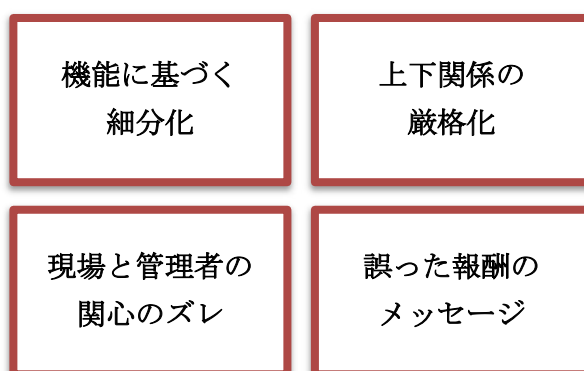 機能に基づく
細分化
上下関係の
厳格化
現場と管理者の
関心のズレ
誤った報酬の
メッセージ